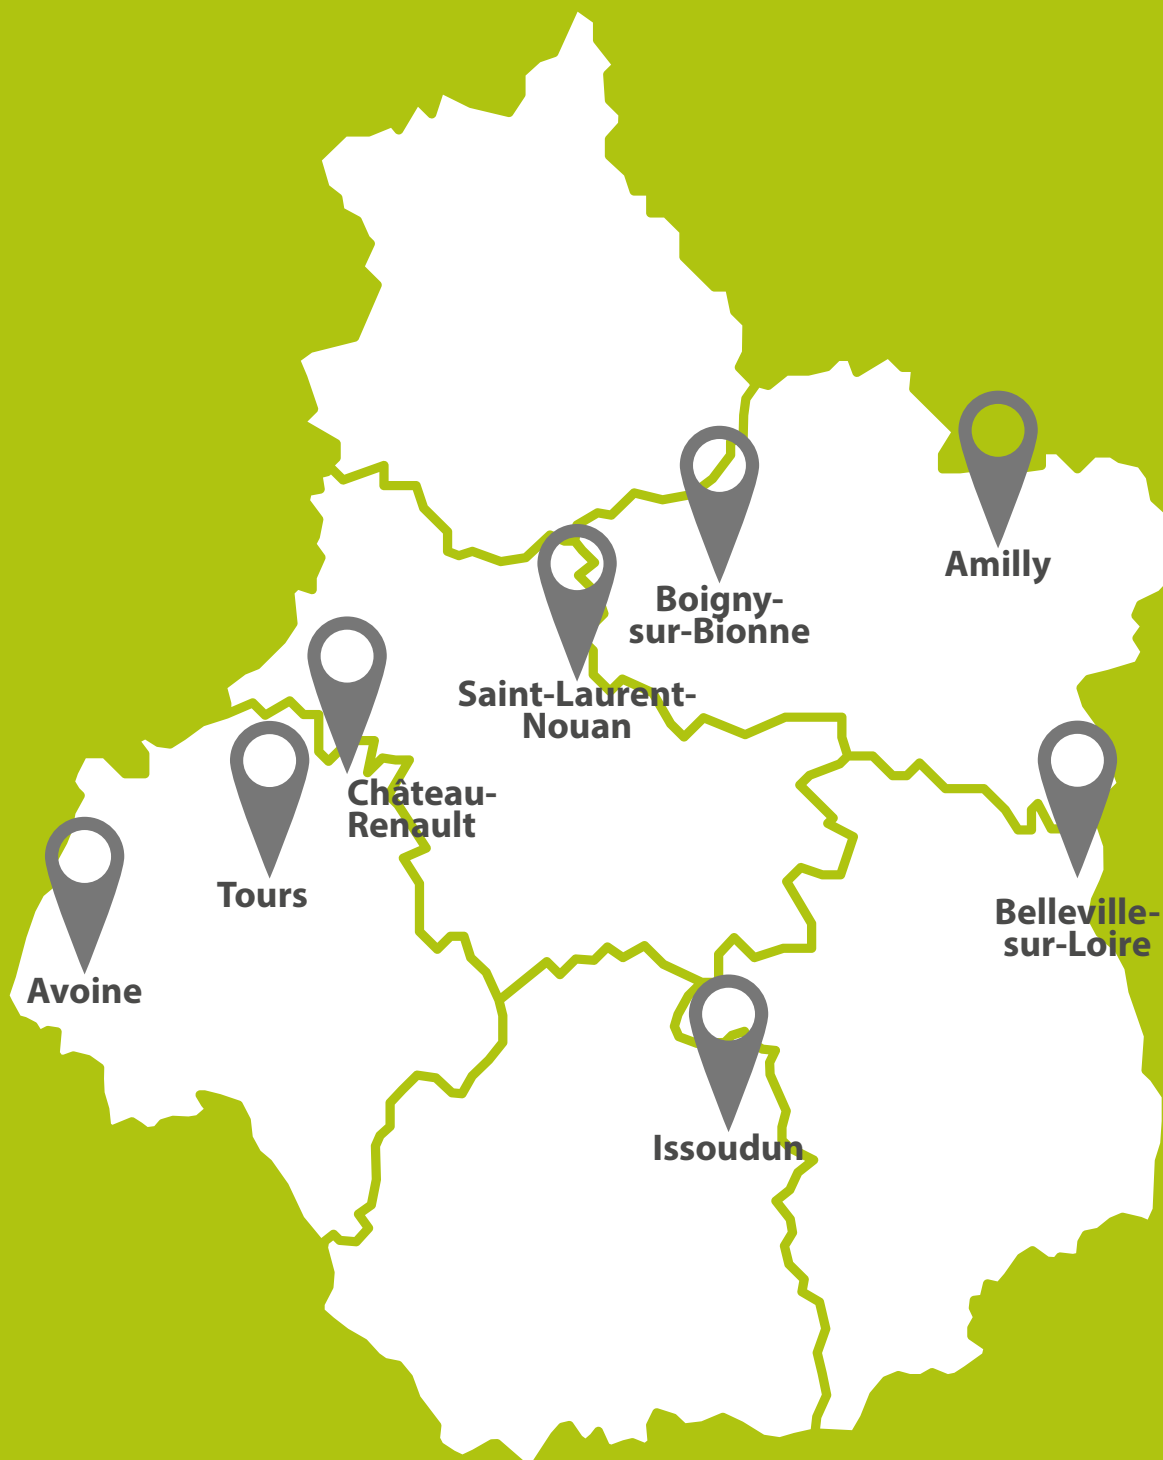 Amilly
Boigny-
sur-Bionne
Saint-Laurent-
Nouan
Château-
Renault
Tours
Belleville-
sur-Loire
Avoine
Issoudun